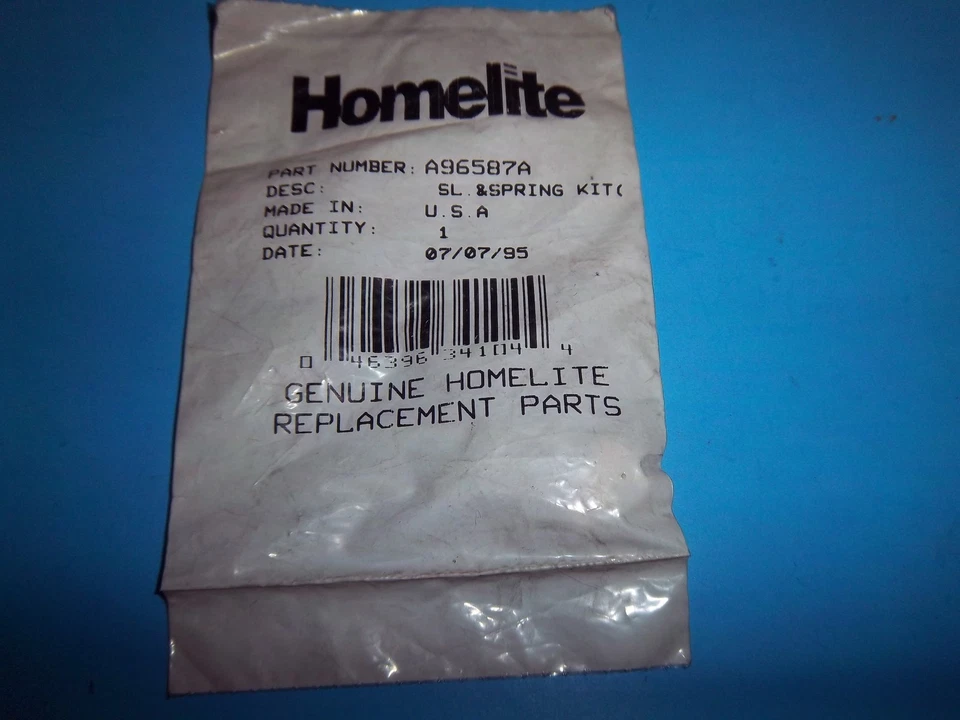 Homelite
PART NUMBER: A96587A
DESC: SL.&SPRING KIT(
MADE IN: U.S.A
QUANTITY: 1
DATE: 07/07/95
0 46396 34104 4
GENUINE HOMELITE
REPLACEMENT PARTS